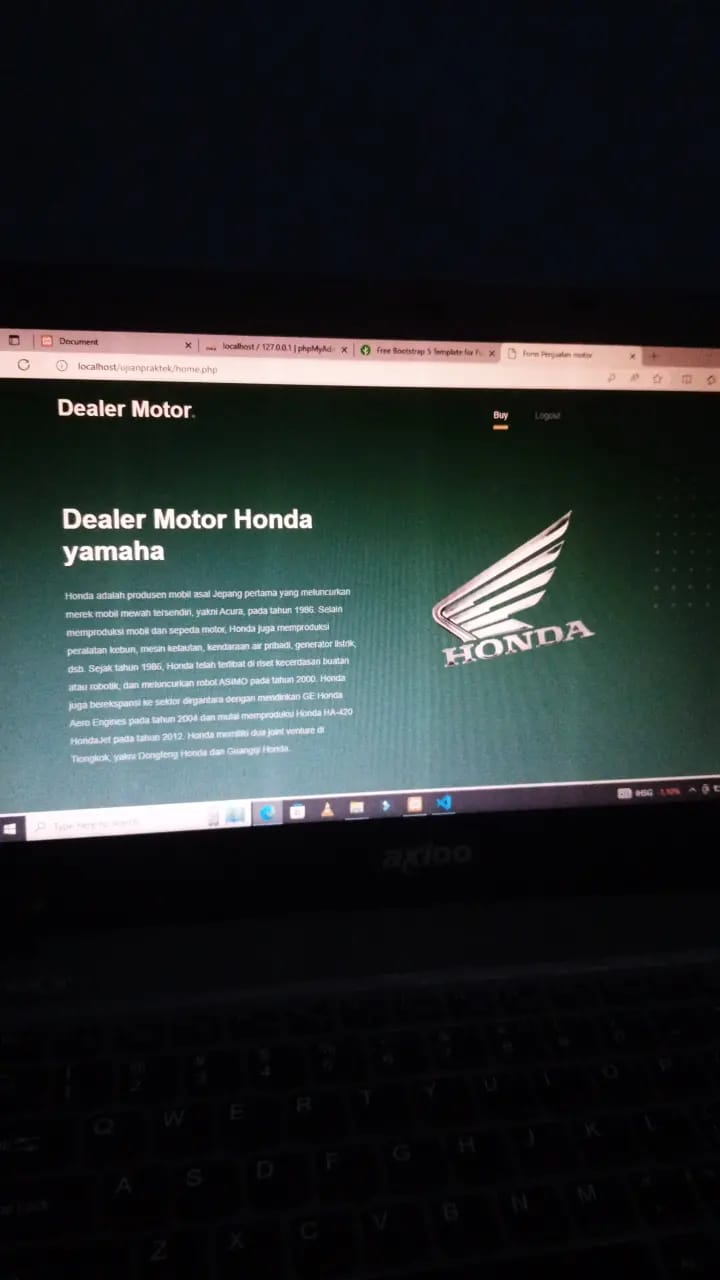 Document
localhost / 127.0.0.1 | phpMyAd
Free Bootstrap 5 Template for Fu
Form Penjualan motor
localhost/ujianpraktek/home.php
Dealer Motor.
Buy
Logout
Dealer Motor Honda
yamaha
Honda adalah produsen mobil asal Jepang pertama yang meluncurkan
merek mobil mewah tersendiri, yakni Acura, pada tahun 1986. Selain
memproduksi mobil dan sepeda motor, Honda juga memproduksi
peralatan kebun, mesin kelautan, kendaraan air pribadi, generator listrik,
dsb. Sejak tahun 1986, Honda telah terlibat di riset kecerdasan buatan
atau robotik, dan meluncurkan robot ASIMO pada tahun 2000. Honda
juga berekspansi ke sektor dirgantara dengan mendirikan GE Honda
Aero Engines pada tahun 2004 dan mulai memproduksi Honda HA-420
HondaJet pada tahun 2012. Honda memiliki dua joint venture di
Tiongkok, yakni Dongfeng Honda dan Guangqi Honda.
HONDA
Type here to search
IHSG
axioo
Q W E R T Y U I O P
A S D F G H J K L
Z X C V B N M